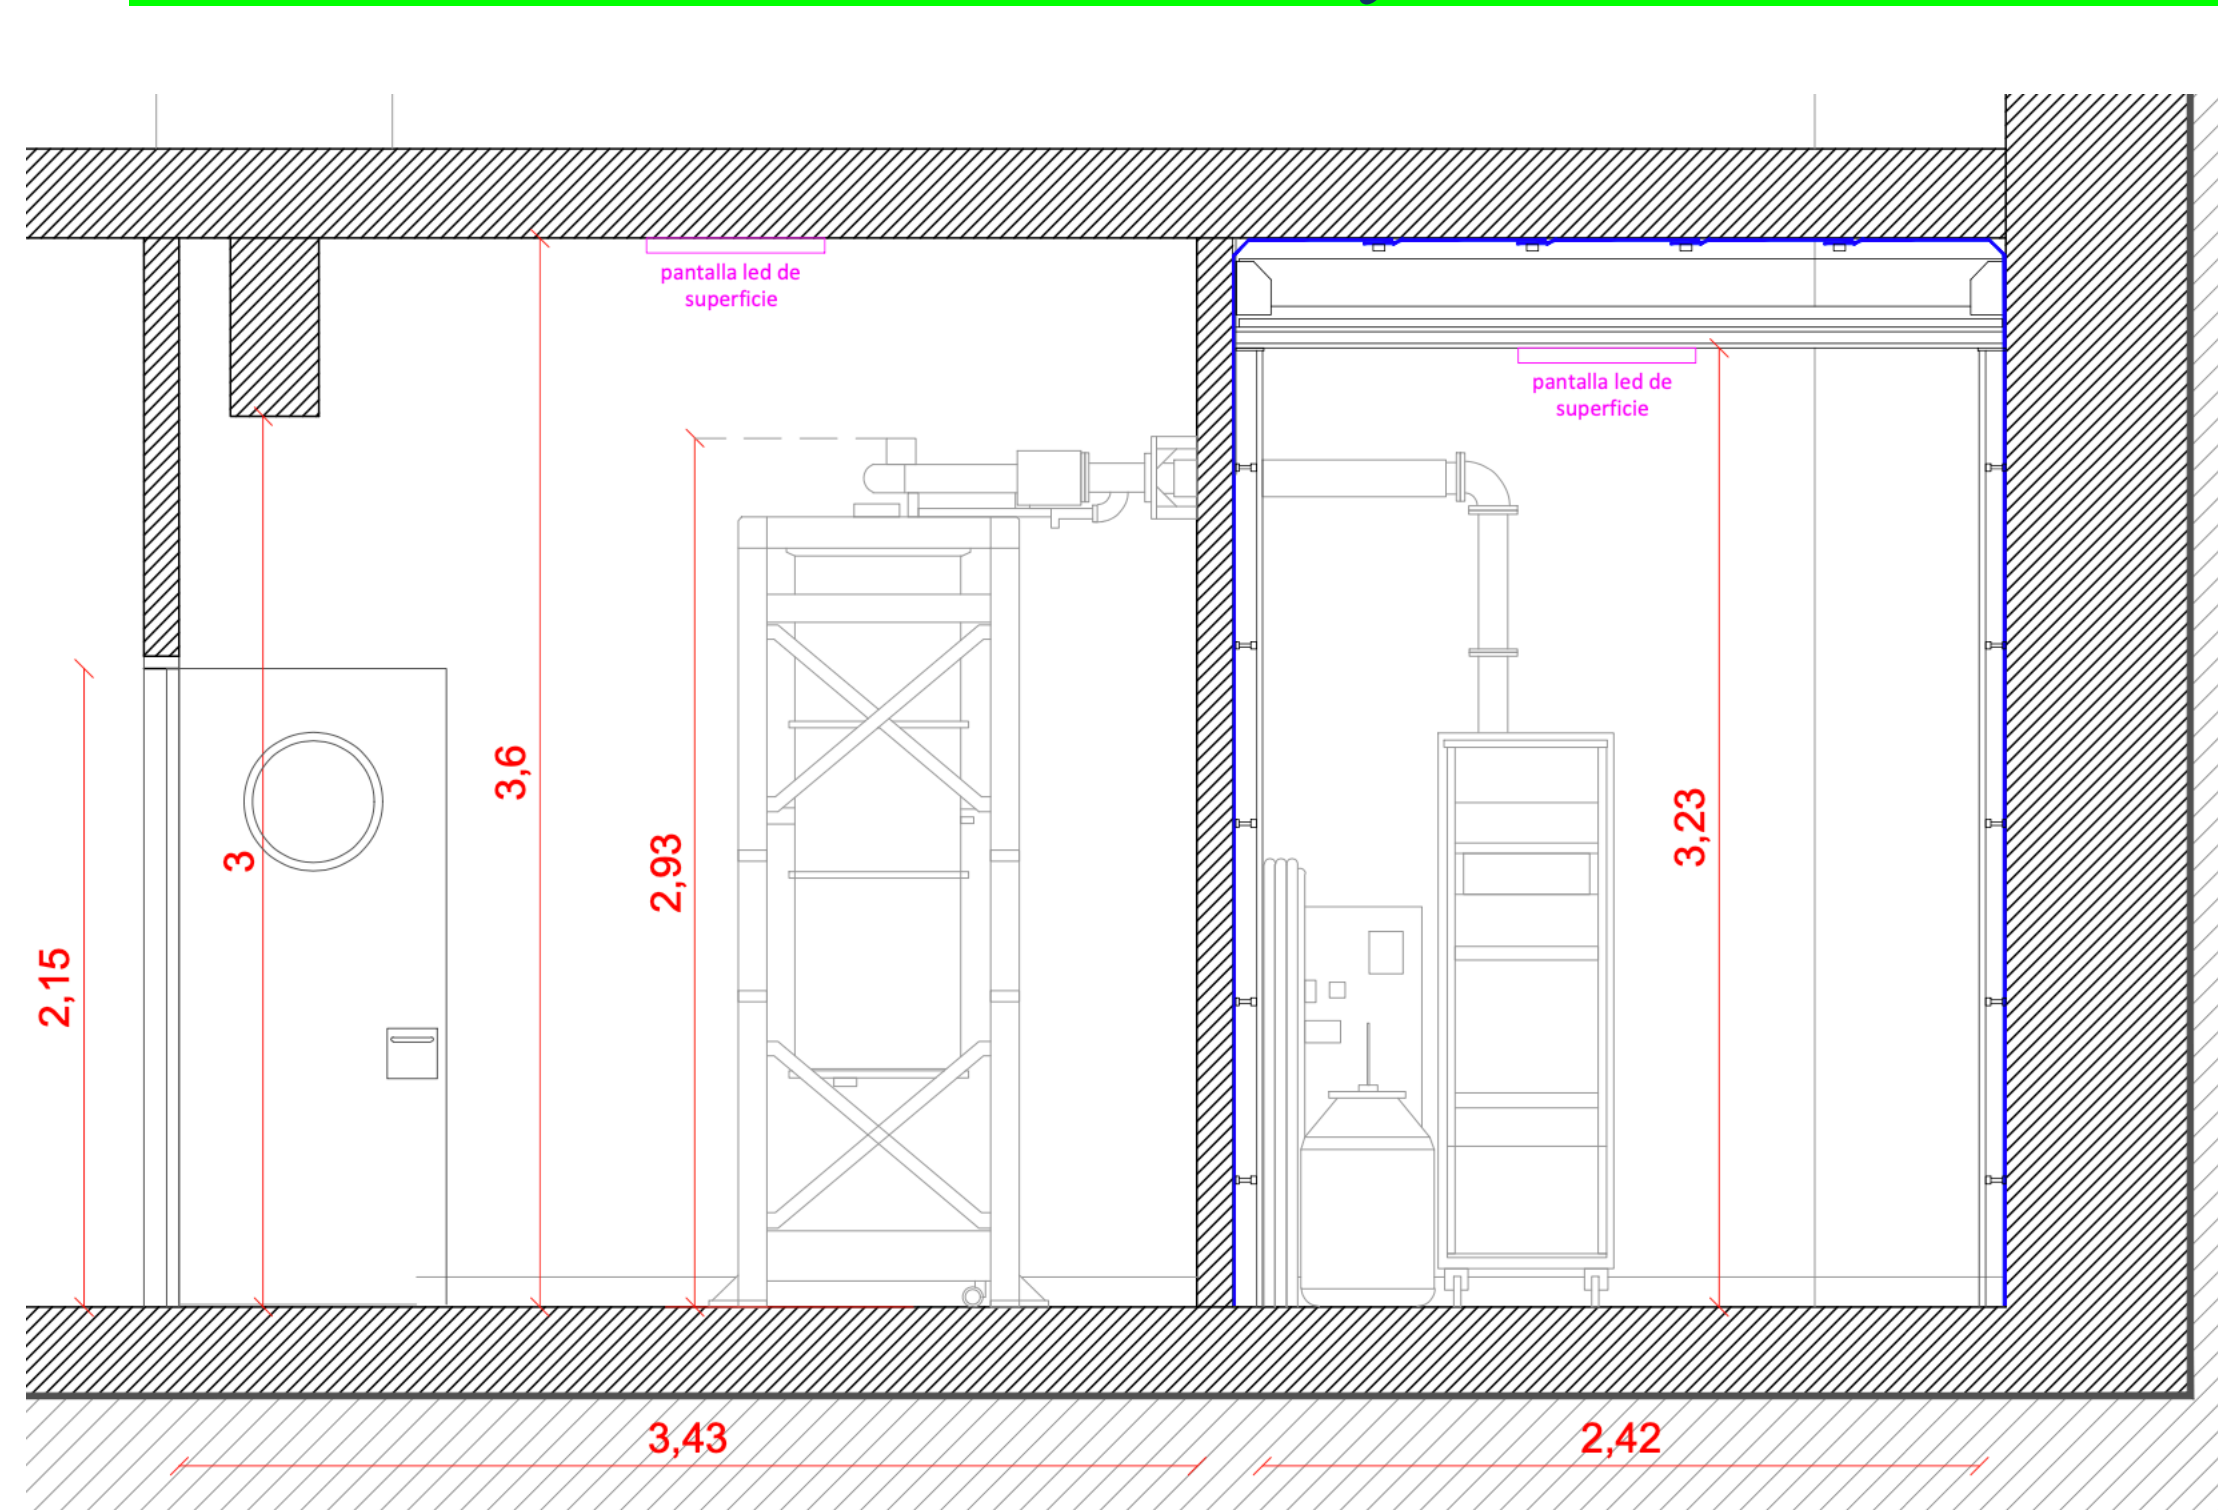 pantalla led de
superficie
pantalla led de
superficie
3,6
3
2,93
3,23
2,15
3,43
2,42